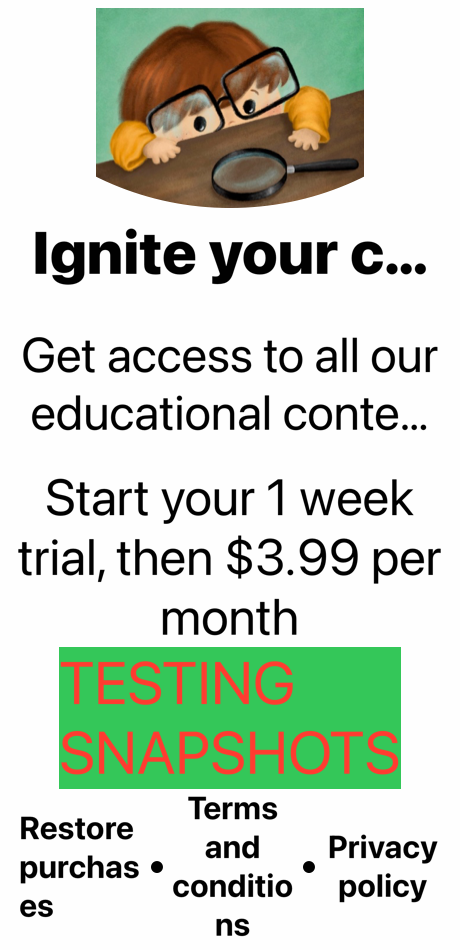 Ignite your c...
Get access to all our
educational conte...
Start your 1 week
trial, then $3.99 per
month
TESTING
SNAPSHOTS
Restore
purchas
es
•
Terms
and
conditio
ns
•
Privacy
policy